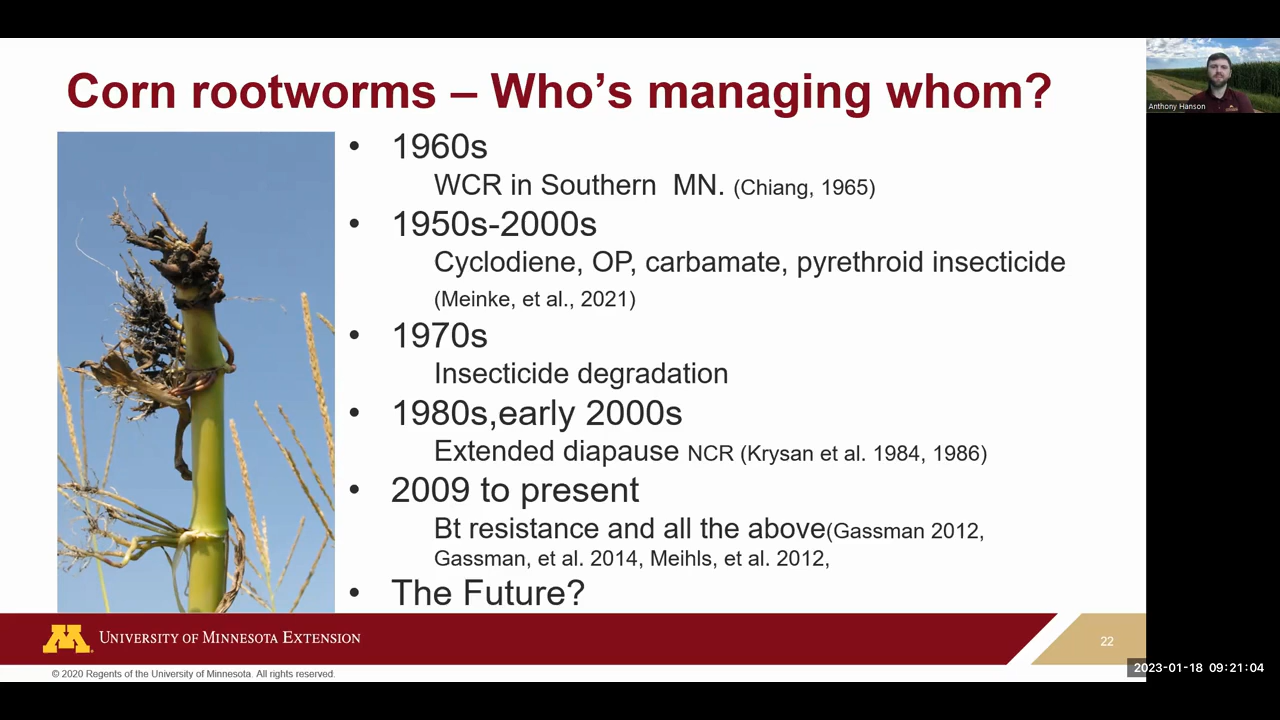 Corn rootworms – Who's managing whom?
Anthony Hanson
• 1960s
WCR in Southern MN. (Chiang, 1965)
• 1950s-2000s
Cyclodiene, OP, carbamate, pyrethroid insecticide
(Meinke, et al., 2021)
• 1970s
Insecticide degradation
• 1980s,early 2000s
Extended diapause NCR (Krysan et al. 1984, 1986)
• 2009 to present
Bt resistance and all the above(Gassman 2012,
Gassman, et al. 2014, Meihls, et al. 2012,
• The Future?
M UNIVERSITY OF MINNESOTA EXTENSION
22
2023-01-18 09:21:04
© 2020 Regents of the University of Minnesota. All rights reserved.